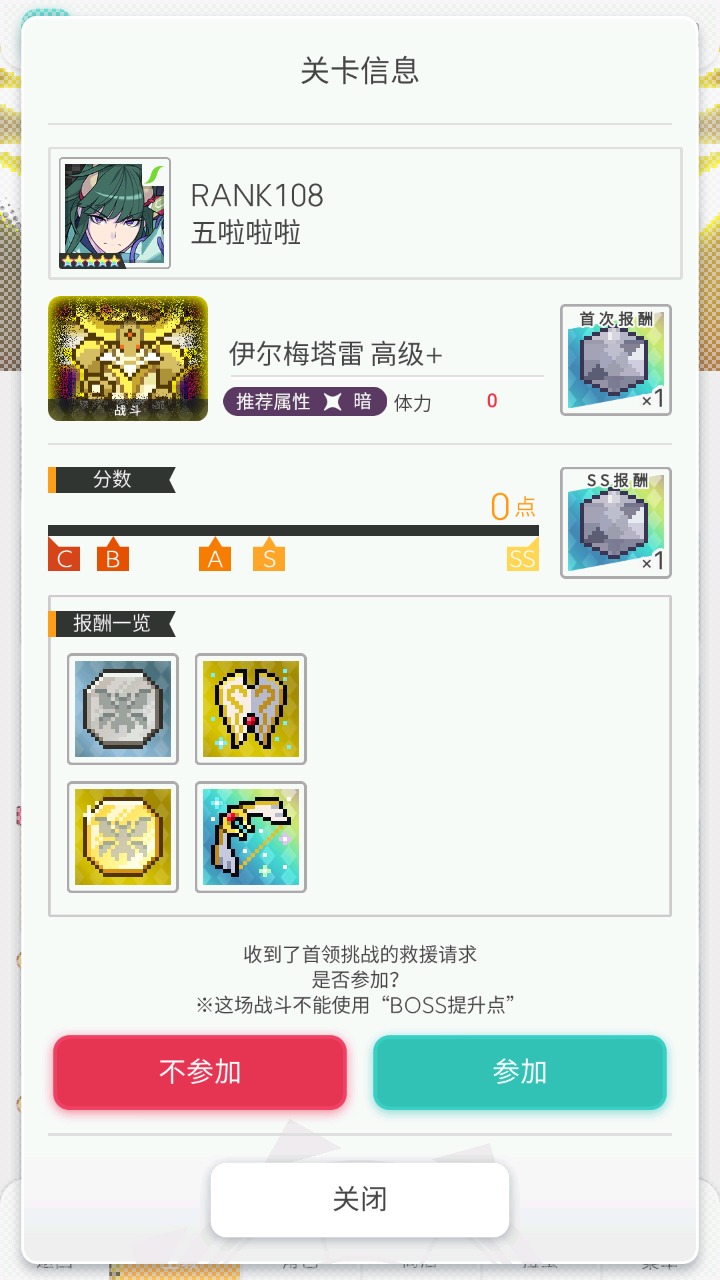 关卡信息
RANK108
五啦啦啦
首次报酬
×1
伊尔梅塔雷 高级+
推荐属性 暗 体力 0
战斗
分数
SS报酬
×1
0点
C B A S SS
报酬一览
收到了首领挑战的救援请求
是否参加?
※这场战斗不能使用“BOSS提升点”
不参加 参加
关闭